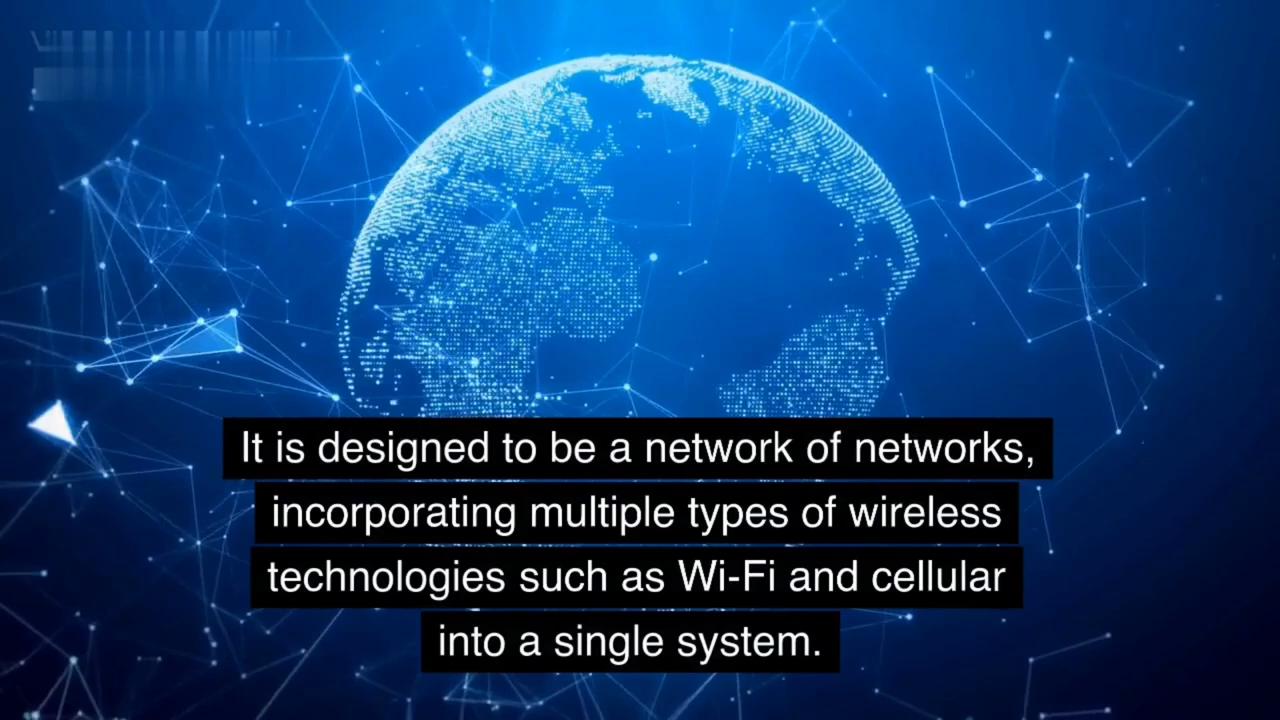 It is designed to be a network of networks,
incorporating multiple types of wireless
technologies such as Wi-Fi and cellular
into a single system.